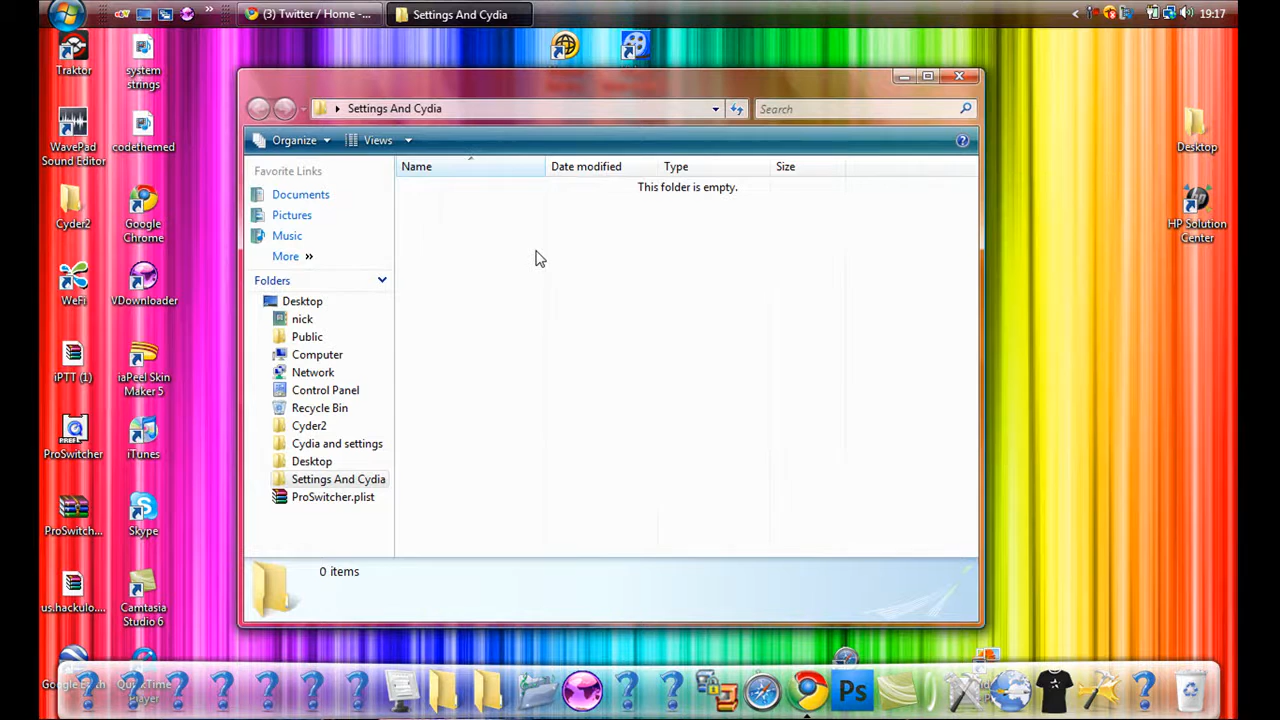 (3) Twitter / Home - ...
Settings And Cydia
19:17
Traktor
system strings
WavePad Sound Editor
codethemed
Cyder2
Google Chrome
WeFi
VDownloader
iPTT (1)
iaPeel Skin Maker 5
ProSwitcher
iTunes
ProSwitch...
Skype
us.hackulo....
Camtasia Studio 6
Desktop
HP Solution Center
Settings And Cydia
Search
Organize
Views
Name
Date modified
Type
Size
This folder is empty.
Favorite Links
Documents
Pictures
Music
More »
Folders
Desktop
nick
Public
Computer
Network
Control Panel
Recycle Bin
Cyder2
Cydia and settings
Desktop
Settings And Cydia
ProSwitcher.plist
0 items
PREF
Ps